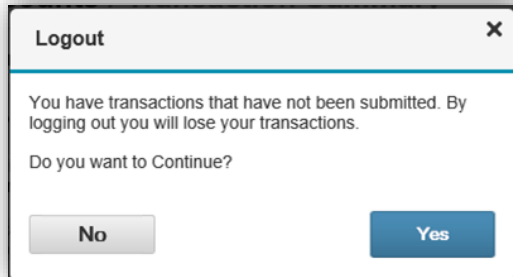 Logout
You have transactions that have not been submitted. By
logging out you will lose your transactions.
Do you want to Continue?
No
Yes